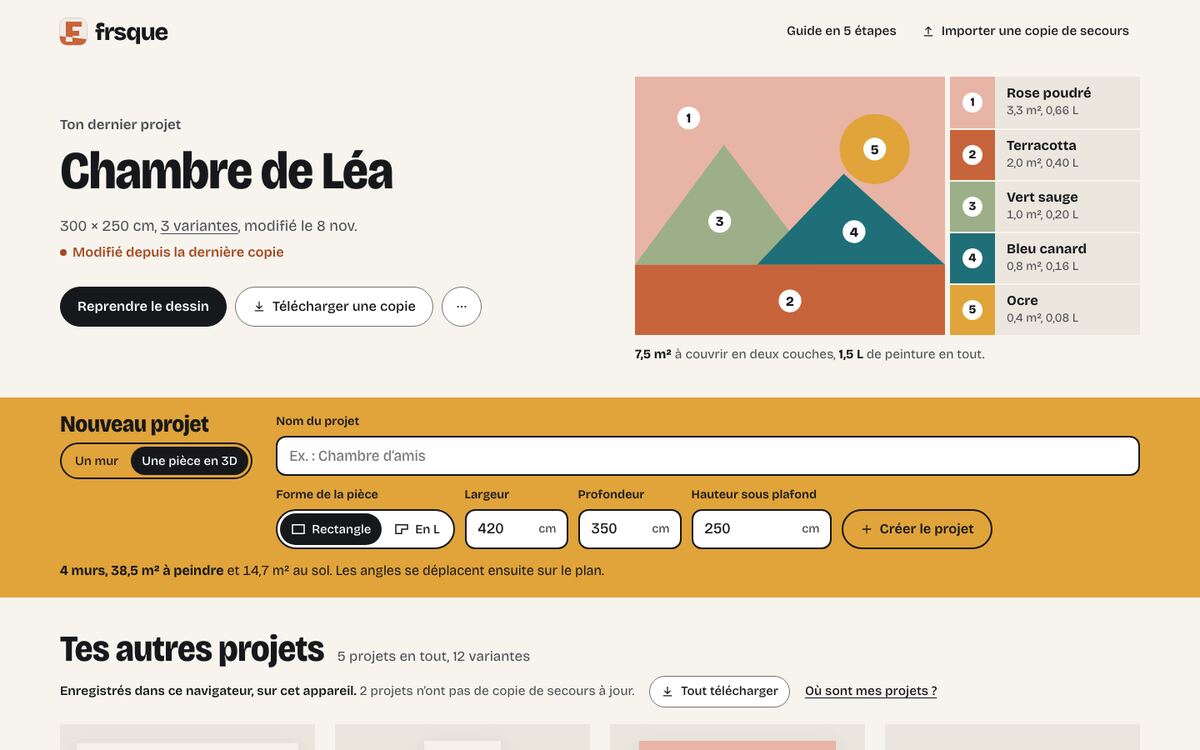 frsque
Guide en 5 étapes
Importer une copie de secours
Ton dernier projet
Chambre de Léa
300 × 250 cm, 3 variantes, modifié le 8 nov.
Modifié depuis la dernière copie
Reprendre le dessin
Télécharger une copie
...
1
5
3
4
2
1 Rose poudré
3,3 m², 0,66 L
2 Terracotta
2,0 m², 0,40 L
3 Vert sauge
1,0 m², 0,20 L
4 Bleu canard
0,8 m², 0,16 L
5 Ocre
0,4 m², 0,08 L
7,5 m² à couvrir en deux couches, 1,5 L de peinture en tout.
Nouveau projet
Un mur
Une pièce en 3D
Nom du projet
Ex. : Chambre d’amis
Forme de la pièce
Rectangle
En L
Largeur
420 cm
Profondeur
350 cm
Hauteur sous plafond
250 cm
Créer le projet
4 murs, 38,5 m² à peindre et 14,7 m² au sol. Les angles se déplacent ensuite sur le plan.
Tes autres projets
5 projets en tout, 12 variantes
Enregistrés dans ce navigateur, sur cet appareil. 2 projets n’ont pas de copie de secours à jour.
Tout télécharger
Où sont mes projets ?